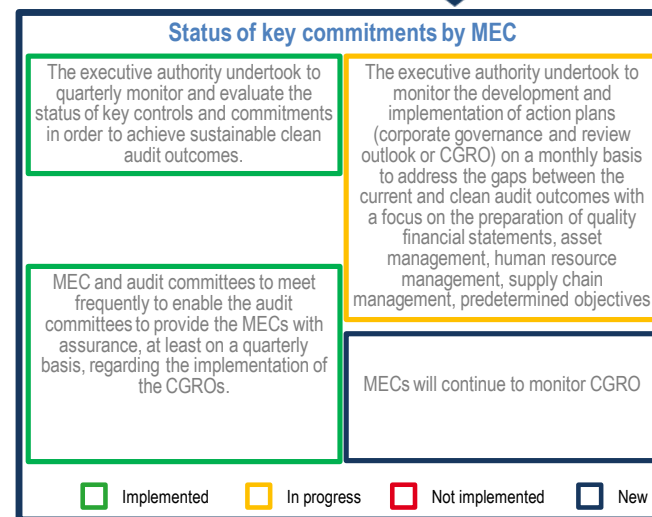 Status of key commitments by MEC
The executive authority undertook to
quarterly monitor and evaluate the
status of key controls and commitments
in order to achieve sustainable clean
audit outcomes.
The executive authority undertook to
monitor the development and
implementation of action plans
(corporate governance and review
outlook or CGRO) on a monthly basis
to address the gaps between the
current and clean audit outcomes with
a focus on the preparation of quality
financial statements, asset
management, human resource
management, supply chain
management, predetermined objectives
MEC and audit committees to meet
frequently to enable the audit
committees to provide the MECs with
assurance, at least on a quarterly
basis, regarding the implementation of
the CGROs.
MECs will continue to monitor CGRO
Implemented In progress Not implemented New